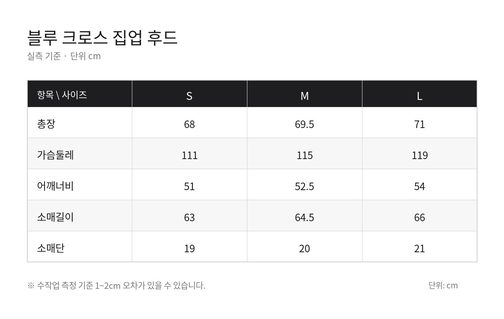 블루 크로스 집업 후드
실측 기준 · 단위 cm
항목 \ 사이즈 S M L
총장 68 69.5 71
가슴둘레 111 115 119
어깨너비 51 52.5 54
소매길이 63 64.5 66
소매단 19 20 21
※ 수작업 측정 기준 1~2cm 오차가 있을 수 있습니다. 단위: cm